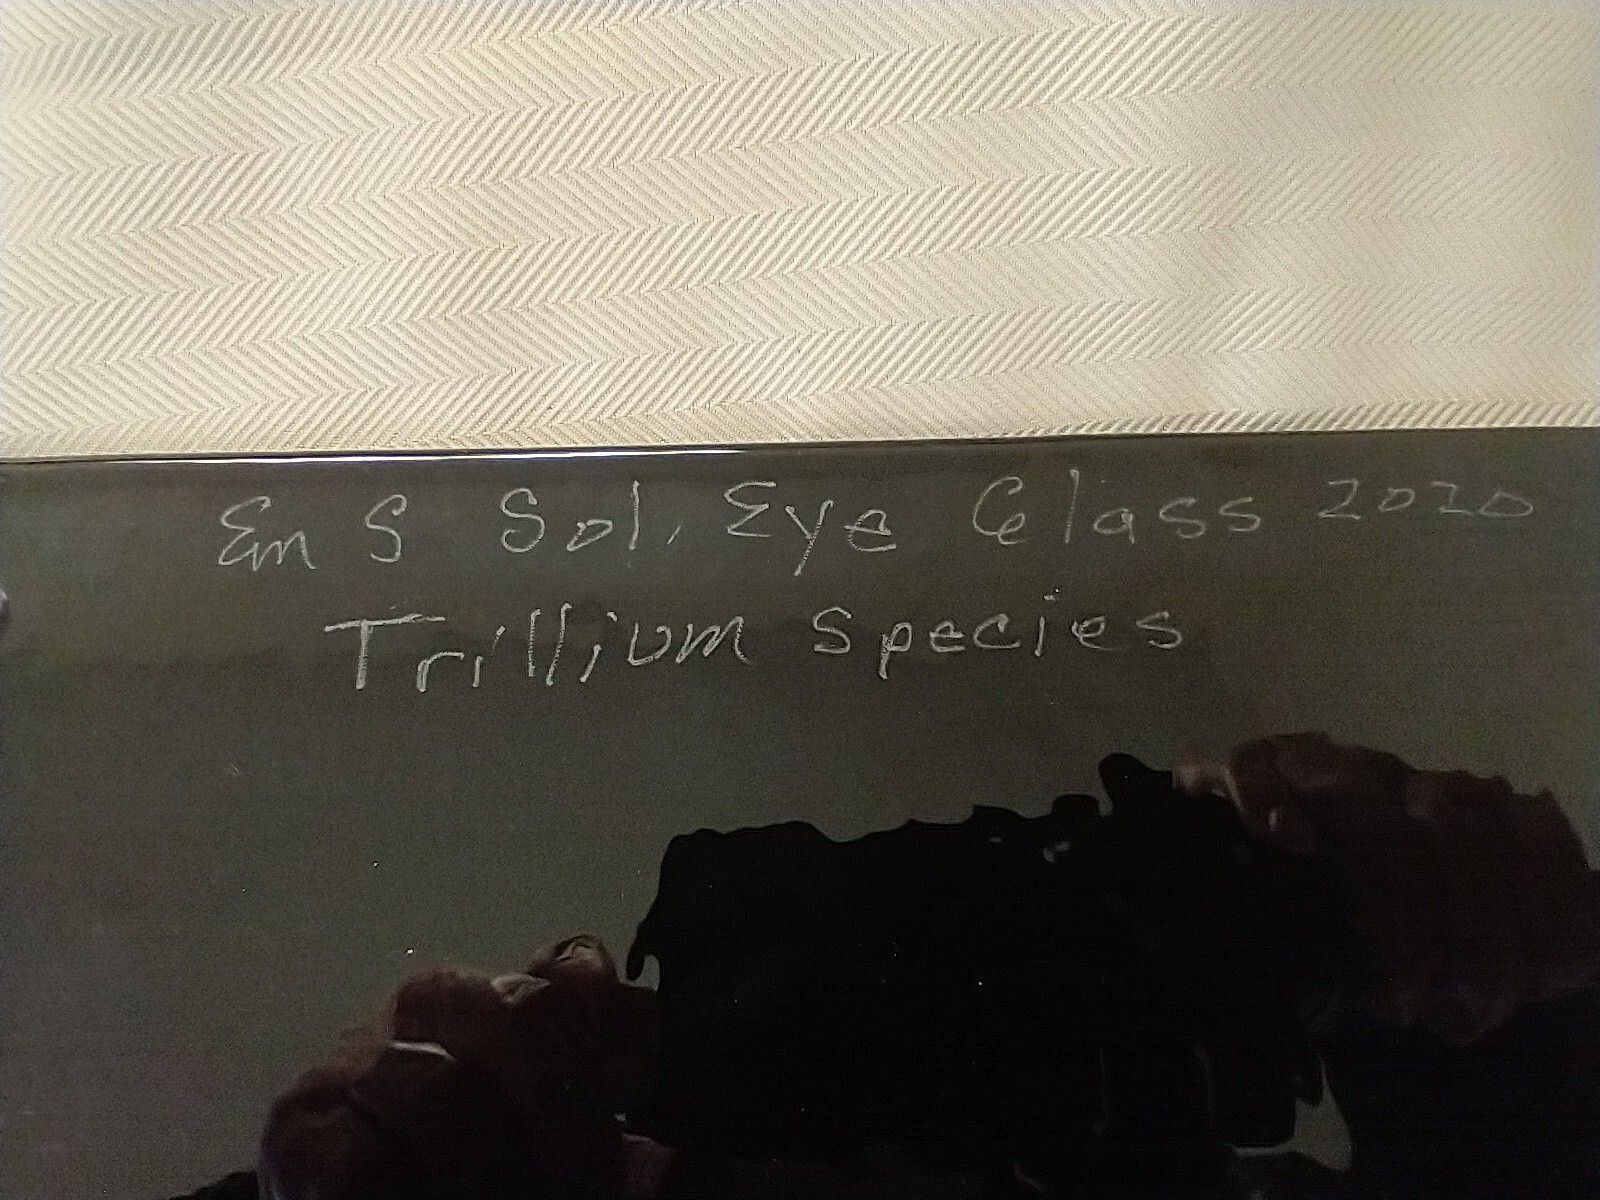 Em S Sol, Eye Glass 2020
Trillium Species